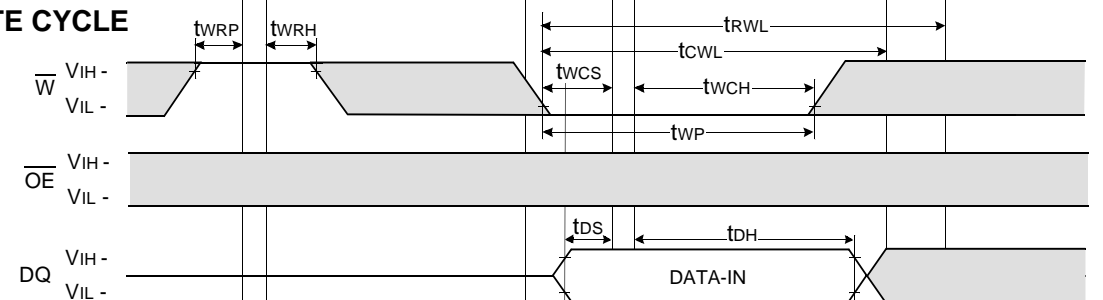 TE CYCLE
tWRP tWRH tRWL
tCWL
W VIH - tWCS tWCH
VIL -
tWP
OE VIH -
VIL -
tDS tDH
DQ VIH - DATA-IN
VIL -